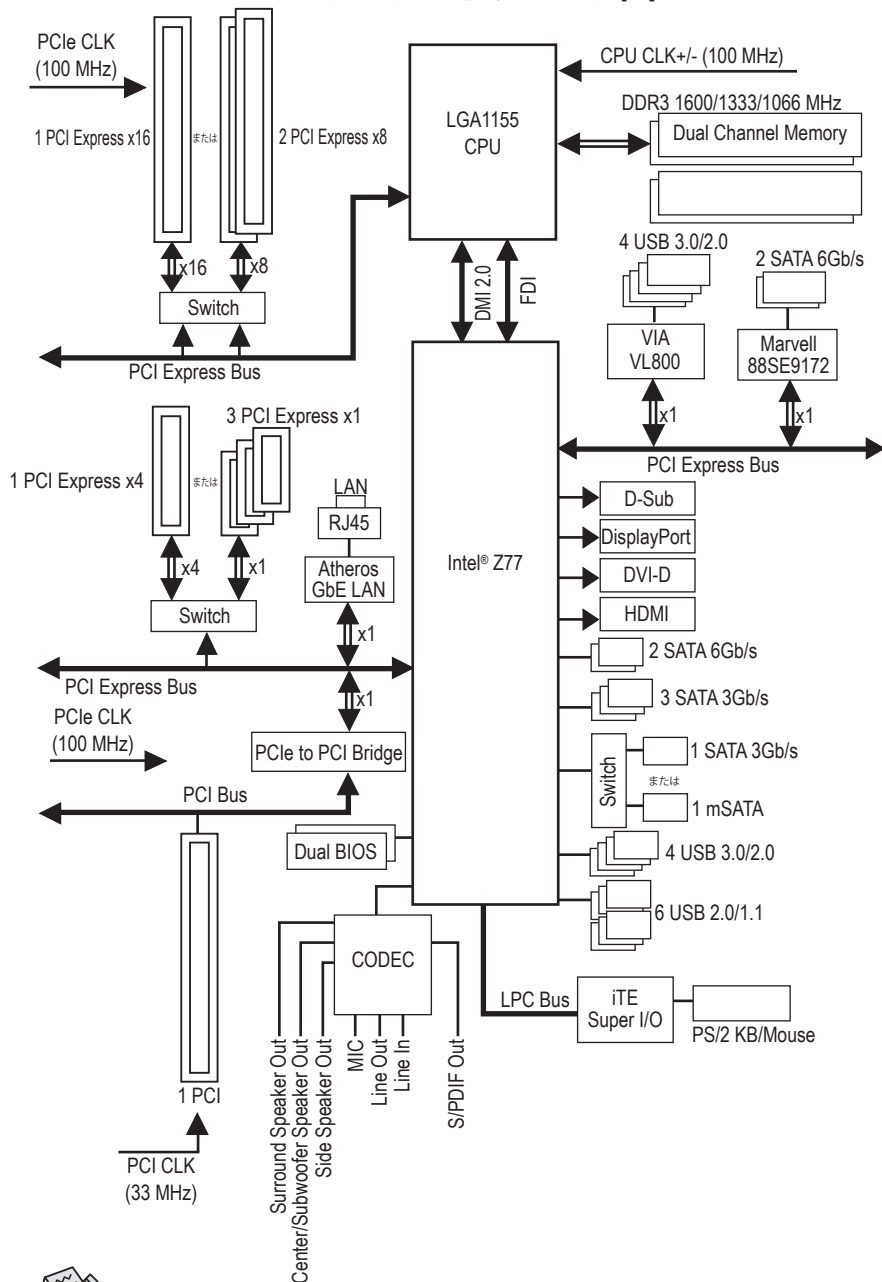 PCIe CLK
(100 MHz)
1 PCI Express x16
または
2 PCI Express x8
x16
x8
Switch
PCI Express Bus
LGA1155
CPU
CPU CLK+/- (100 MHz)
DDR3 1600/1333/1066 MHz
Dual Channel Memory
DMI 2.0
FDI
4 USB 3.0/2.0
2 SATA 6Gb/s
VIA
VL800
Marvell
88SE9172
x1
x1
PCI Express Bus
3 PCI Express x1
1 PCI Express x4
または
x4
x1
Switch
LAN
RJ45
Atheros
GbE LAN
x1
PCI Express Bus
x1
PCIe CLK
(100 MHz)
PCIe to PCI Bridge
PCI Bus
Intel® Z77
D-Sub
DisplayPort
DVI-D
HDMI
2 SATA 6Gb/s
3 SATA 3Gb/s
Switch
1 SATA 3Gb/s
または
1 mSATA
4 USB 3.0/2.0
6 USB 2.0/1.1
Dual BIOS
CODEC
LPC Bus
iTE
Super I/O
PS/2 KB/Mouse
Surround Speaker Out
Center/Subwoofer Speaker Out
Side Speaker Out
MIC
Line Out
Line In
S/PDIF Out
1 PCI
PCI CLK
(33 MHz)